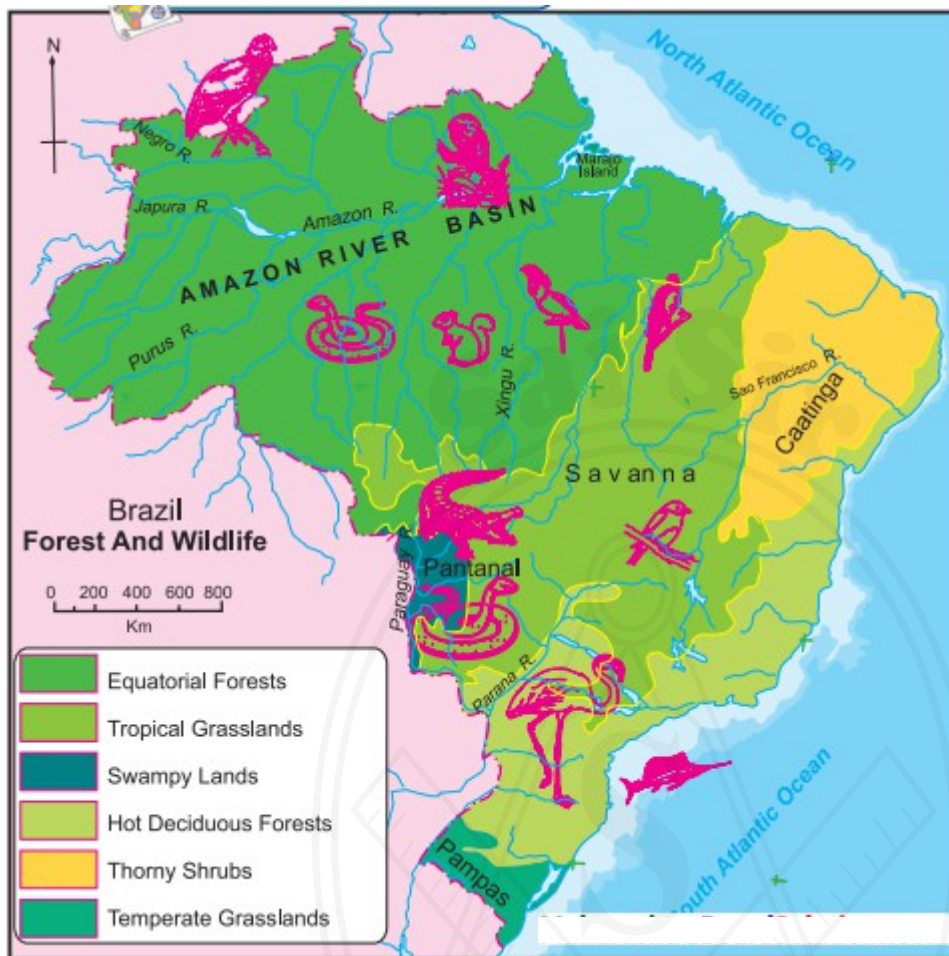 N
North Atlantic
Ocean
Negro R.
Marajo
Island
Japura R.
Amazon R.
AMAZON RIVER BASIN
Purus R.
Xingu R.
Sao Francisco R.
Caatinga
Savanna
Brazil
Forest And Wildlife
Paraguay R.
Pantanal
0 200 400 600 800
Km
Parana R.
Equatorial Forests
Tropical Grasslands
Swampy Lands
Hot Deciduous Forests
Thorny Shrubs
Temperate Grasslands
Pampas
South Atlantic Ocean